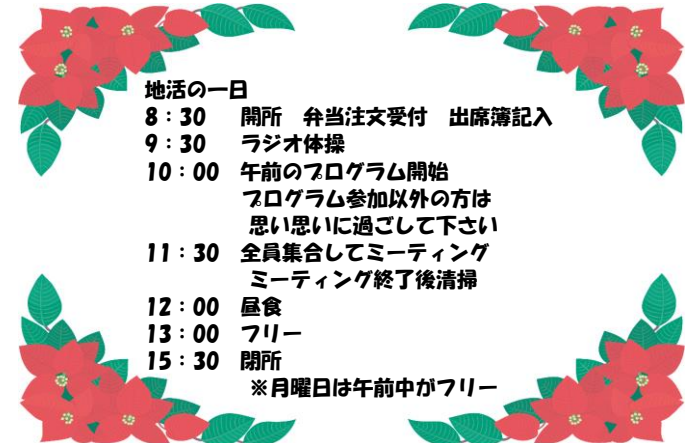 地活の一日
8：30　開所　弁当注文受付　出席簿記入
9：30　ラジオ体操
10：00　午前のプログラム開始
プログラム参加以外の方は
思い思いに過ごして下さい
11：30　全員集合してミーティング
ミーティング終了後清掃
12：00　昼食
13：00　フリー
15：30　閉所
※月曜日は午前中がフリー